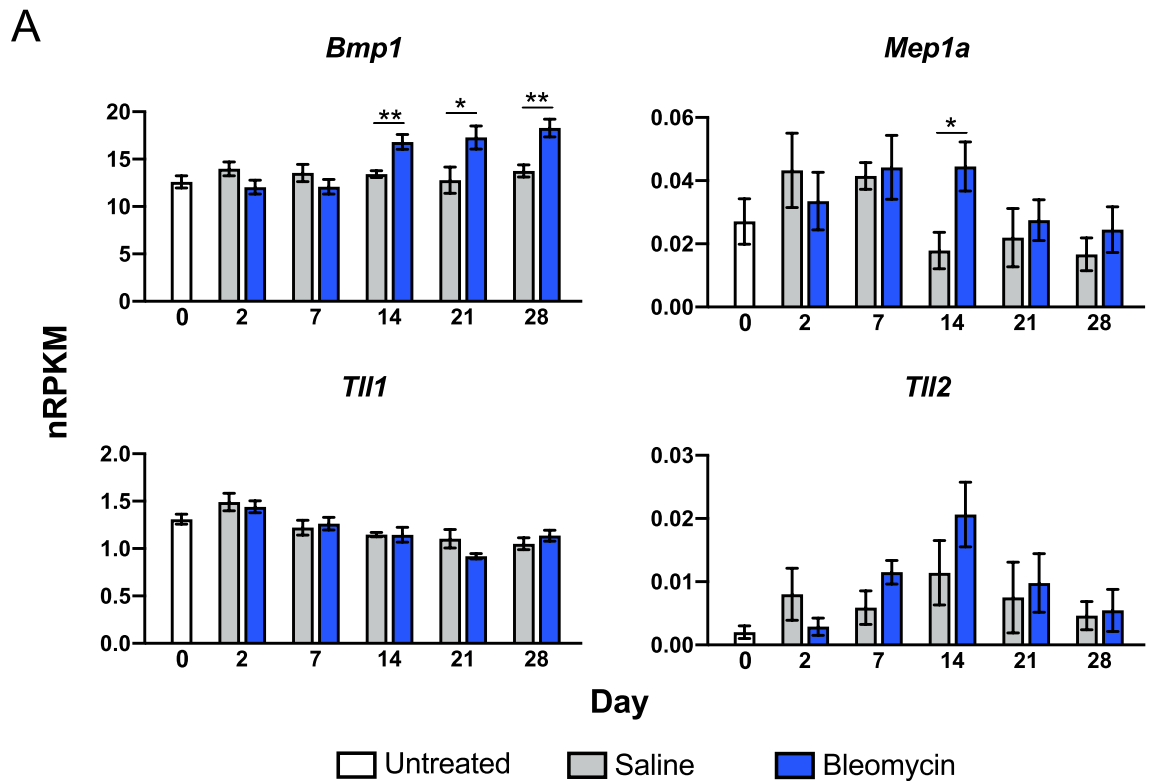 A
Bmp1
Mep1a
20
15
10
5
0
** * **
0 2 7 14 21 28
0.06
0.04
0.02
0.00
*
0 2 7 14 21 28
nRPKM
Tll1
Tll2
2.0
1.5
1.0
0.5
0.0
0 2 7 14 21 28
0.03
0.02
0.01
0.00
0 2 7 14 21 28
Day
Untreated Saline Bleomycin